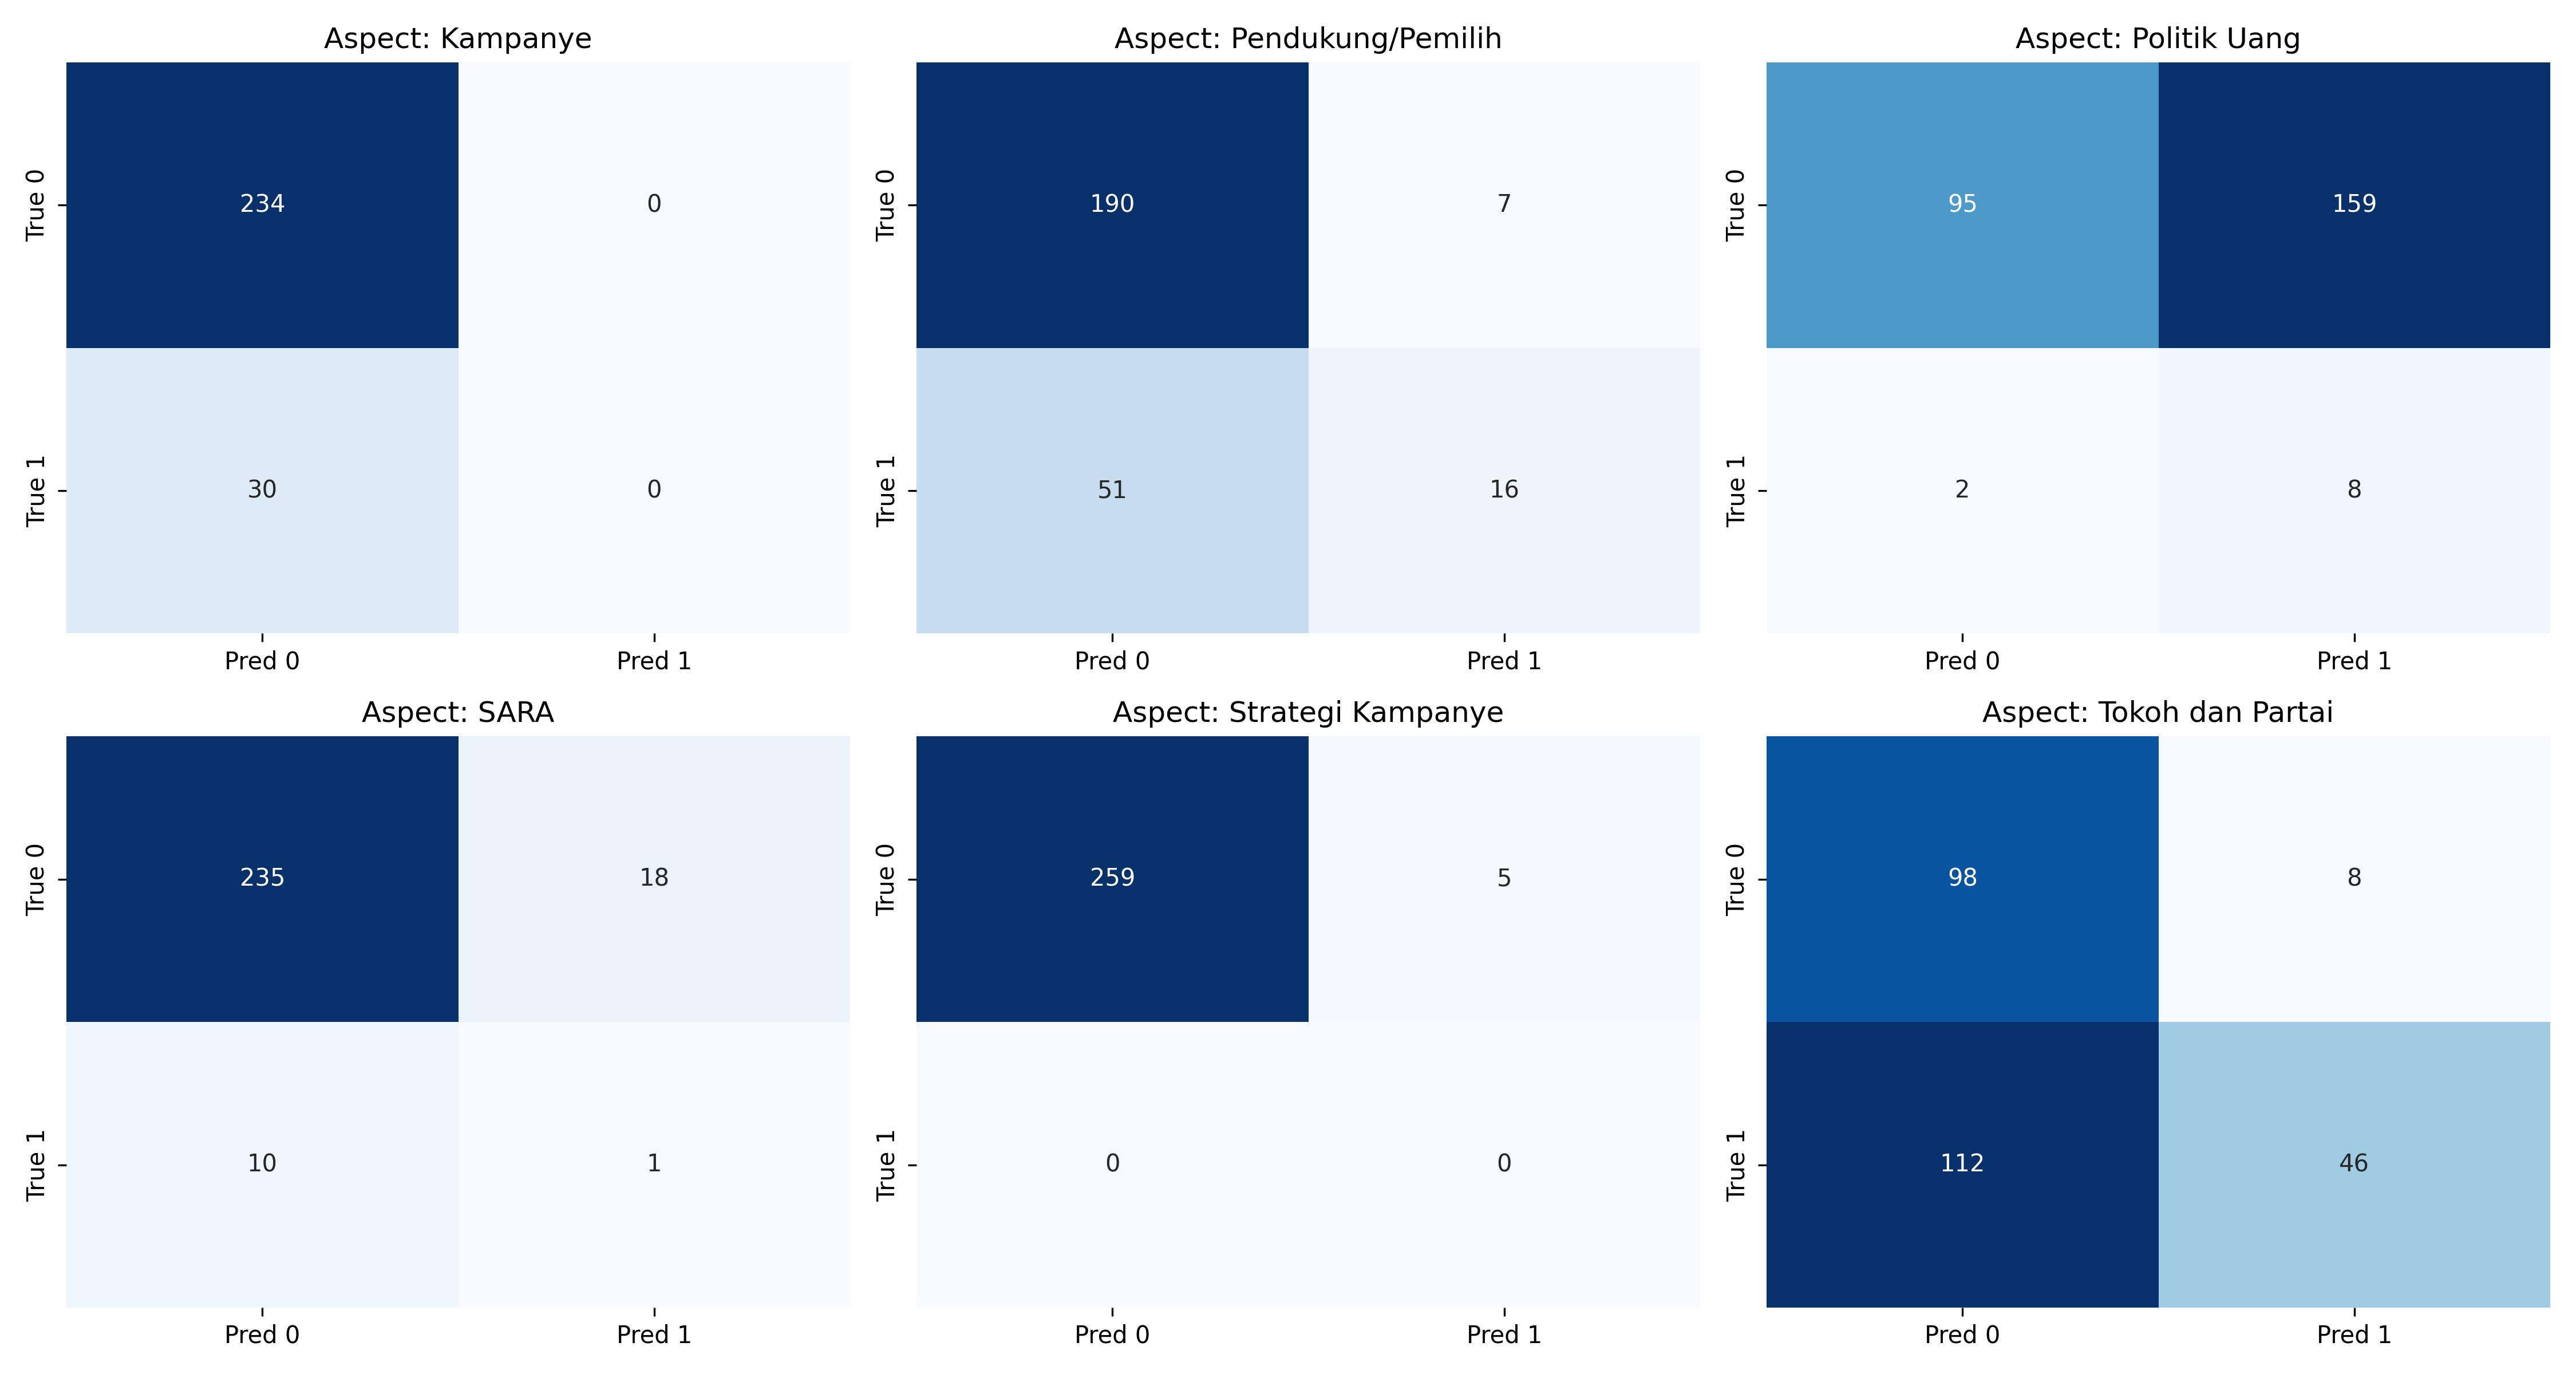 Aspect: Kampanye
True 0
234
0
True 1
30
0
Pred 0
Pred 1
Aspect: Pendukung/Pemilih
True 0
190
7
True 1
51
16
Pred 0
Pred 1
Aspect: Politik Uang
True 0
95
159
True 1
2
8
Pred 0
Pred 1
Aspect: SARA
True 0
235
18
True 1
10
1
Pred 0
Pred 1
Aspect: Strategi Kampanye
True 0
259
5
True 1
0
0
Pred 0
Pred 1
Aspect: Tokoh dan Partai
True 0
98
8
True 1
112
46
Pred 0
Pred 1